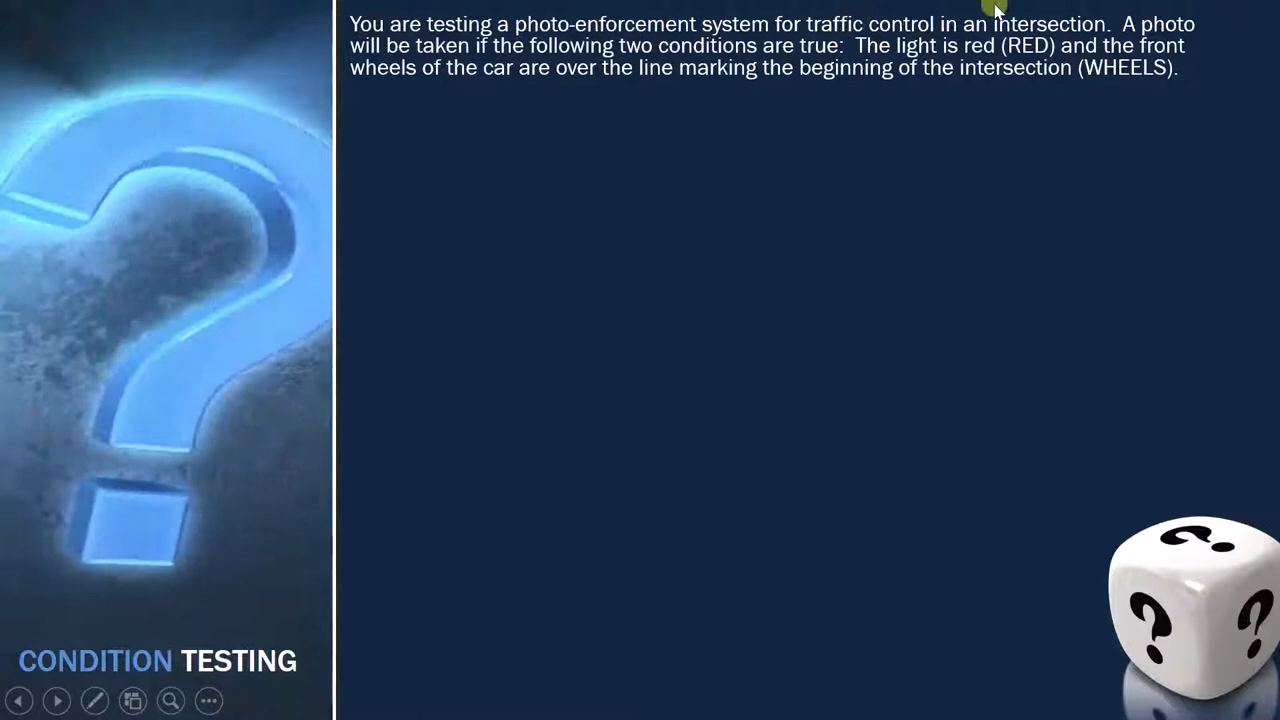 You are testing a photo-enforcement system for traffic control in an intersection.  A photo
will be taken if the following two conditions are true:  The light is red (RED) and the front
wheels of the car are over the line marking the beginning of the intersection (WHEELS).
CONDITION TESTING